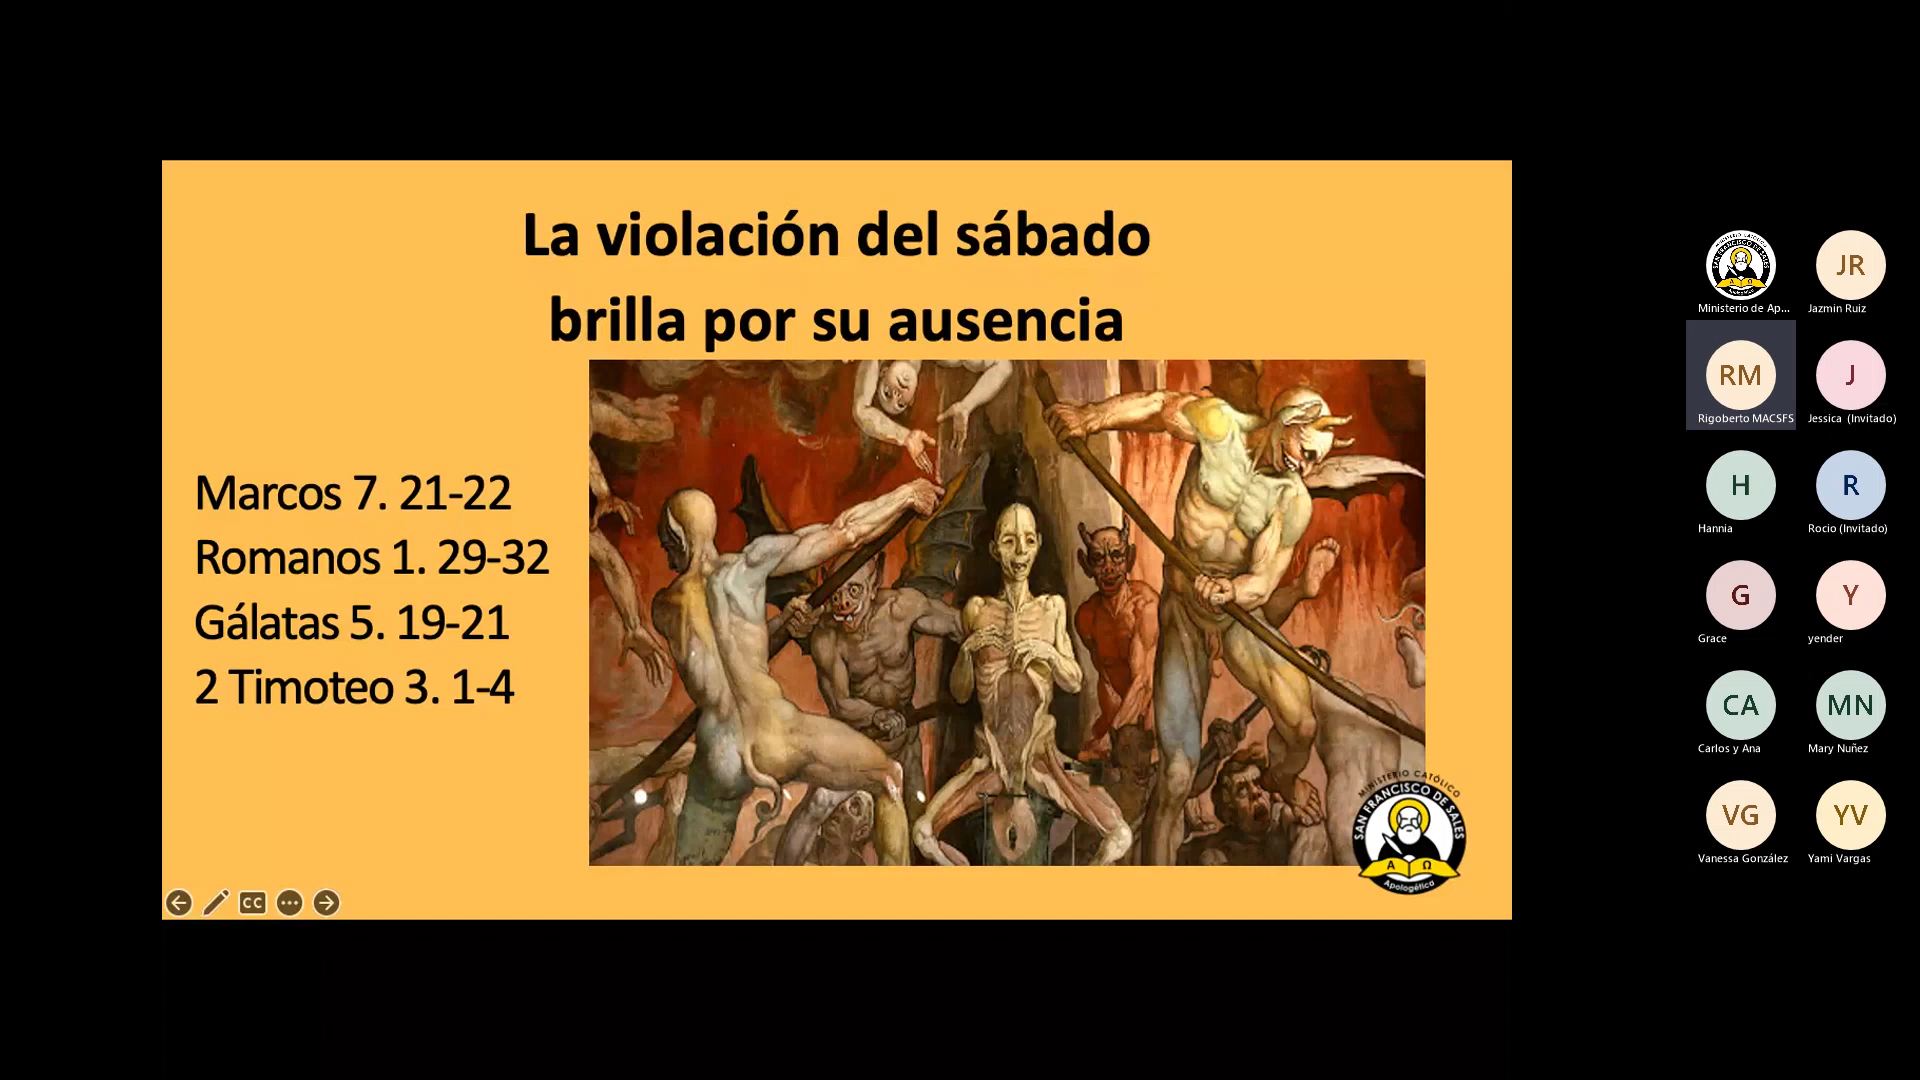 La violación del sábado
brilla por su ausencia
Marcos 7. 21-22
Romanos 1. 29-32
Gálatas 5. 19-21
2 Timoteo 3. 1-4
MINISTERIO CATÓLICO
SAN FRANCISCO DE SALES
Α Ω
Apologética
CC
Ministerio de Ap...
JR
Jazmin Ruiz
RM
Rigoberto MACSFS
J
Jessica (Invitado)
H
Hannia
R
Rocio (Invitado)
G
Grace
Y
yender
CA
Carlos y Ana
MN
Mary Nuñez
VG
Vanessa González
YV
Yami Vargas